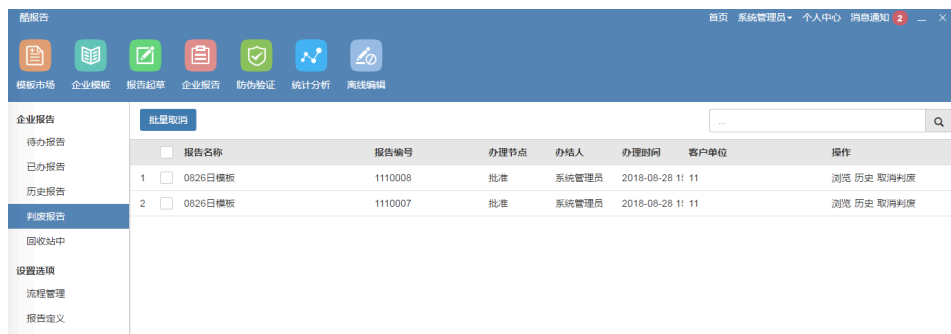 酷报告 首页 系统管理员 个人中心 消息通知 2
模板市场 企业模板 报告起草 企业报告 防伪验证 统计分析 离线编辑
企业报告
待办报告
已办报告
历史报告
判废报告
回收站中
设置选项
流程管理
报告定义
批量取消 ...
报告名称 报告编号 办理节点 办结人 办理时间 客户单位 操作
1 0826日模板 1110008 批准 系统管理员 2018-08-28 11 浏览 历史 取消判废
2 0826日模板 1110007 批准 系统管理员 2018-08-28 11 浏览 历史 取消判废